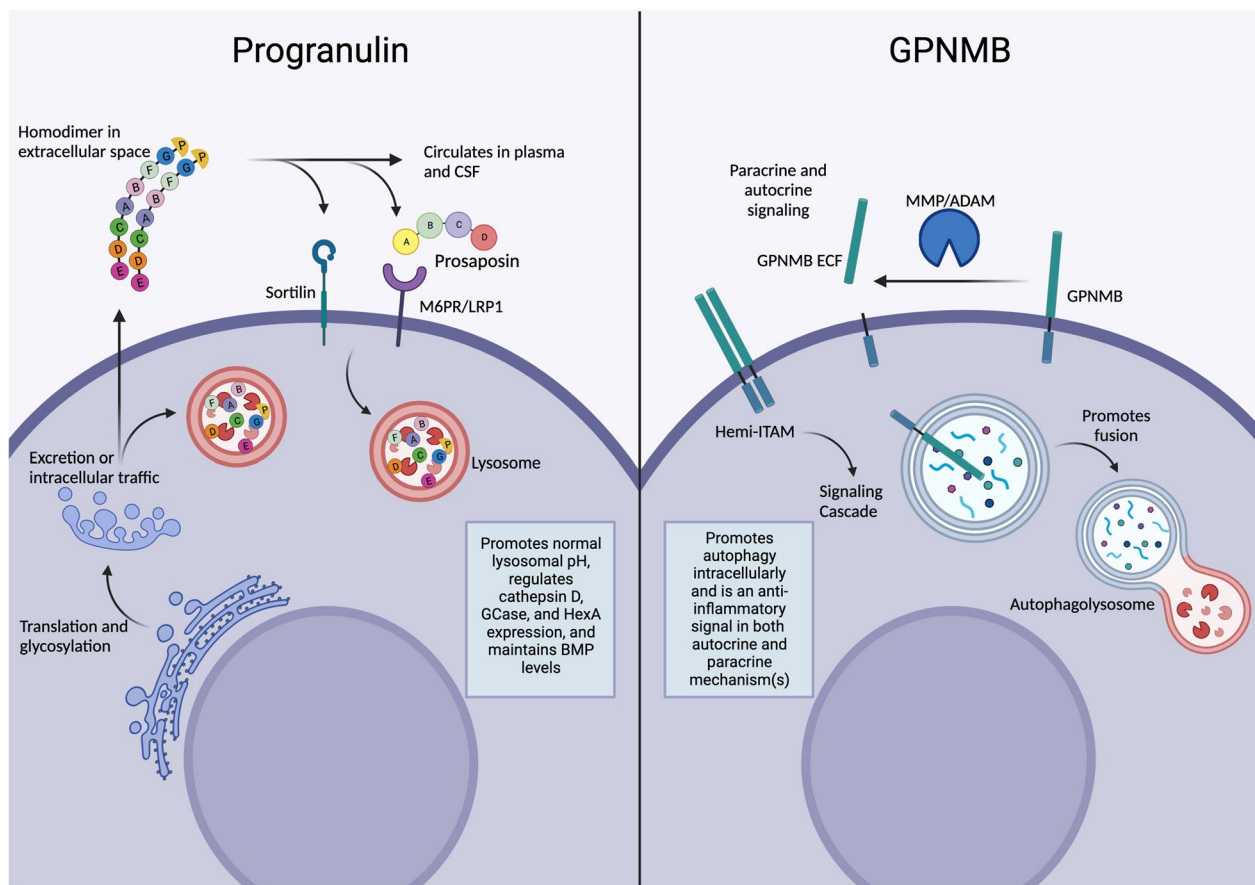 Progranulin
Homodimer in
extracellular space
P
G
P
F
G
B
F
A
B
C
A
D
C
E
D
E
Circulates in plasma
and CSF
A
B
C
D
Prosaposin
Sortilin
M6PR/LRP1
B
F
A
P
C
G
D
E
B
F
A
P
C
G
D
E
Lysosome
Excretion or
intracellular traffic
Translation and
glycosylation
Promotes normal
lysosomal pH,
regulates
cathepsin D,
GCase, and HexA
expression, and
maintains BMP
levels
GPNMB
Paracrine and
autocrine
signaling
MMP/ADAM
GPNMB ECF
GPNMB
Hemi-ITAM
Signaling
Cascade
Promotes
fusion
Autophagolysosome
Promotes
autophagy
intracellularly
and is an anti-
inflammatory
signal in both
autocrine and
paracrine
mechanism(s)